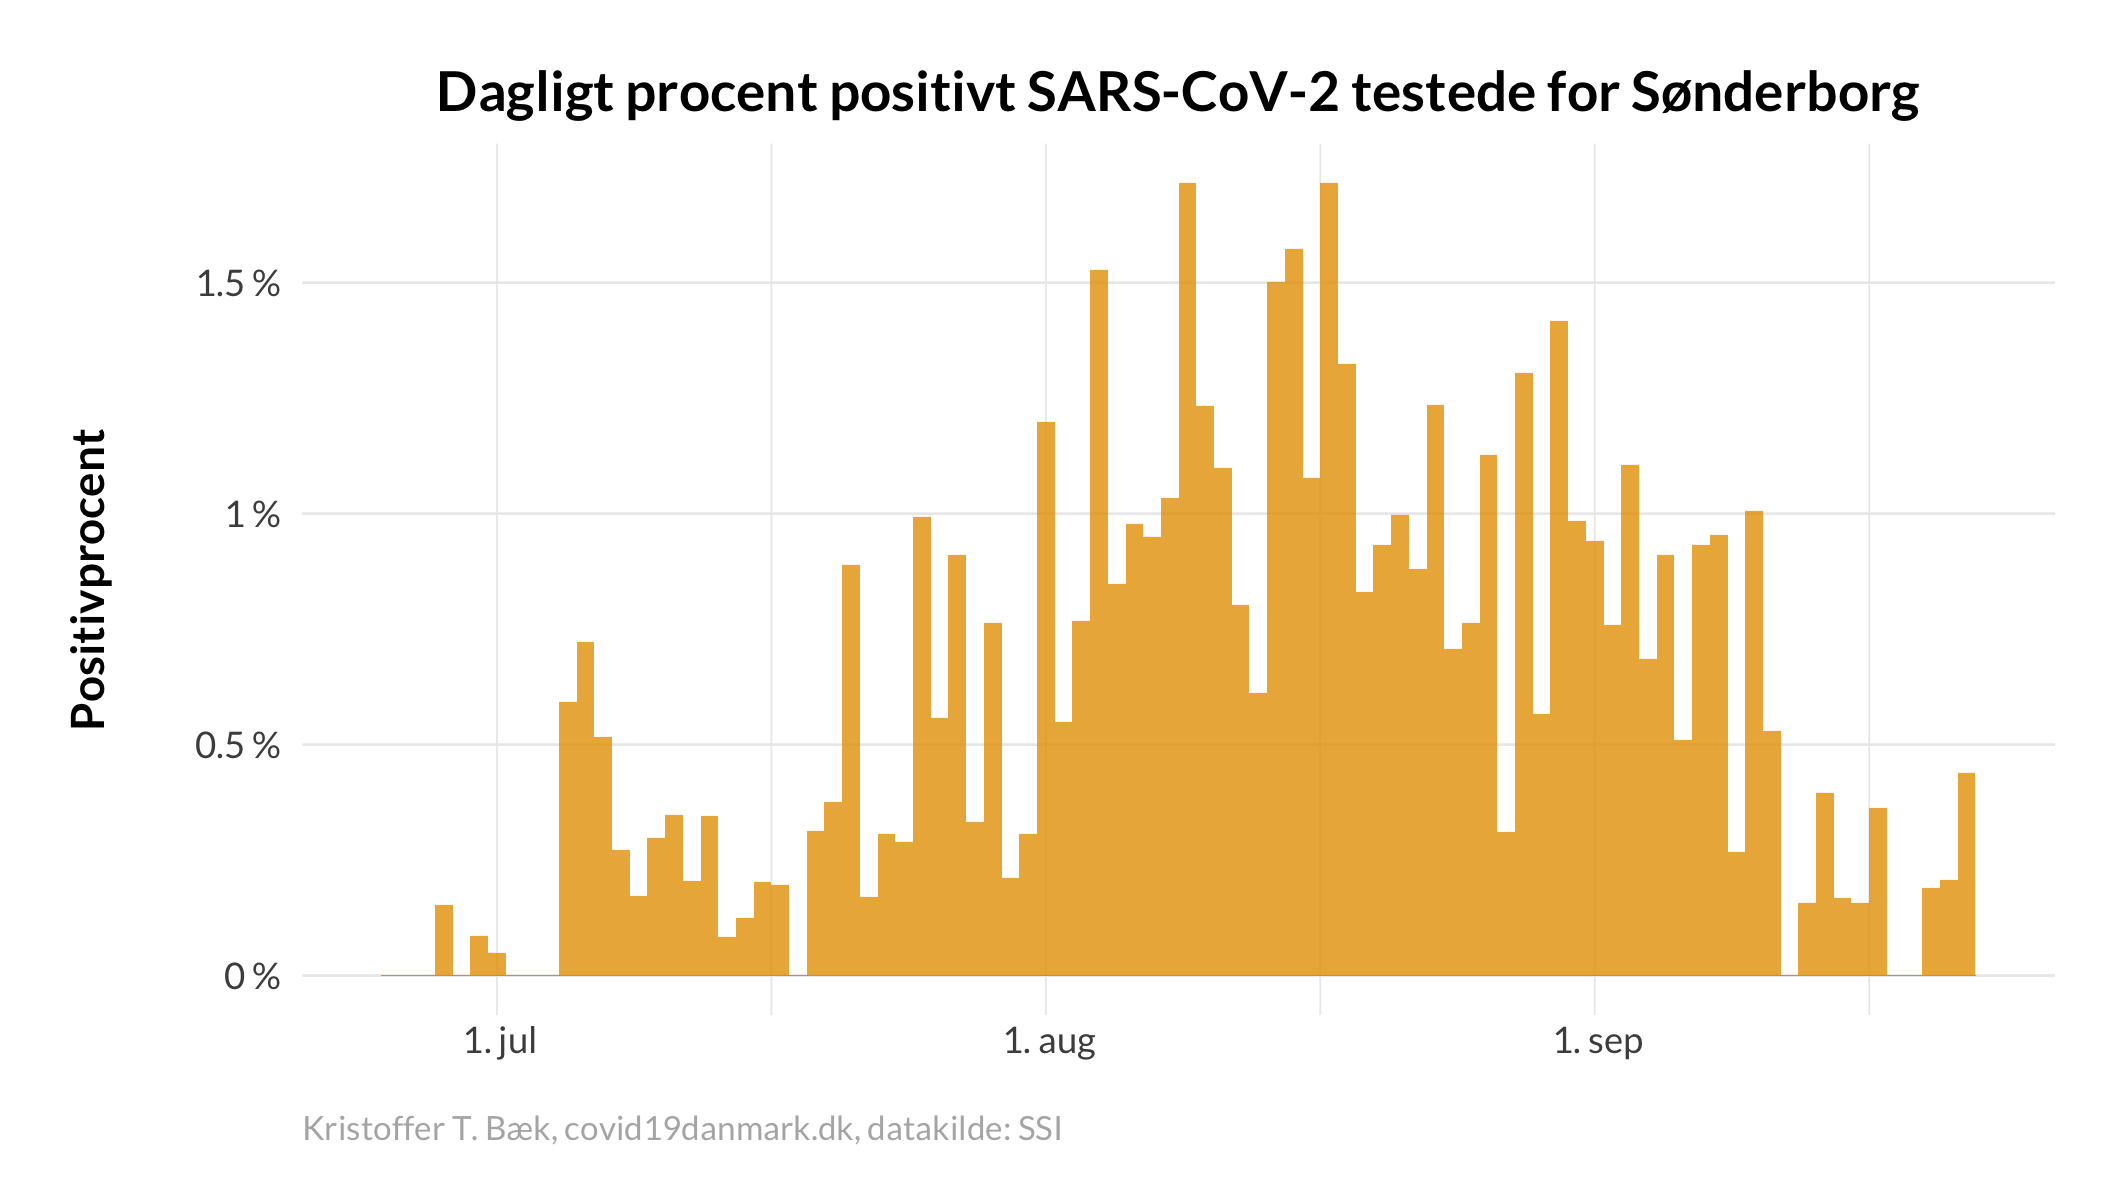 Dagligt procent positivt SARS-CoV-2 testede for Sønderborg
Positivprocent
1.5 %
1 %
0.5 %
0 %
1. jul
1. aug
1. sep
Kristoffer T. Bæk, covid19danmark.dk, datakilde: SSI